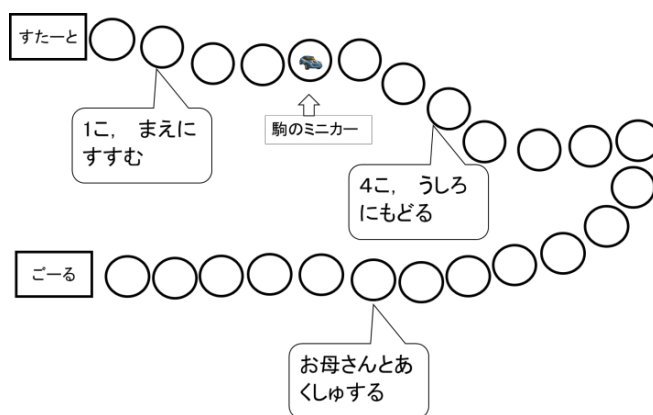 すたーと
1こ， まえに
すすむ
駒のミニカー
4こ， うしろ
にもどる
ごーる
お母さんとあ
くしゅする